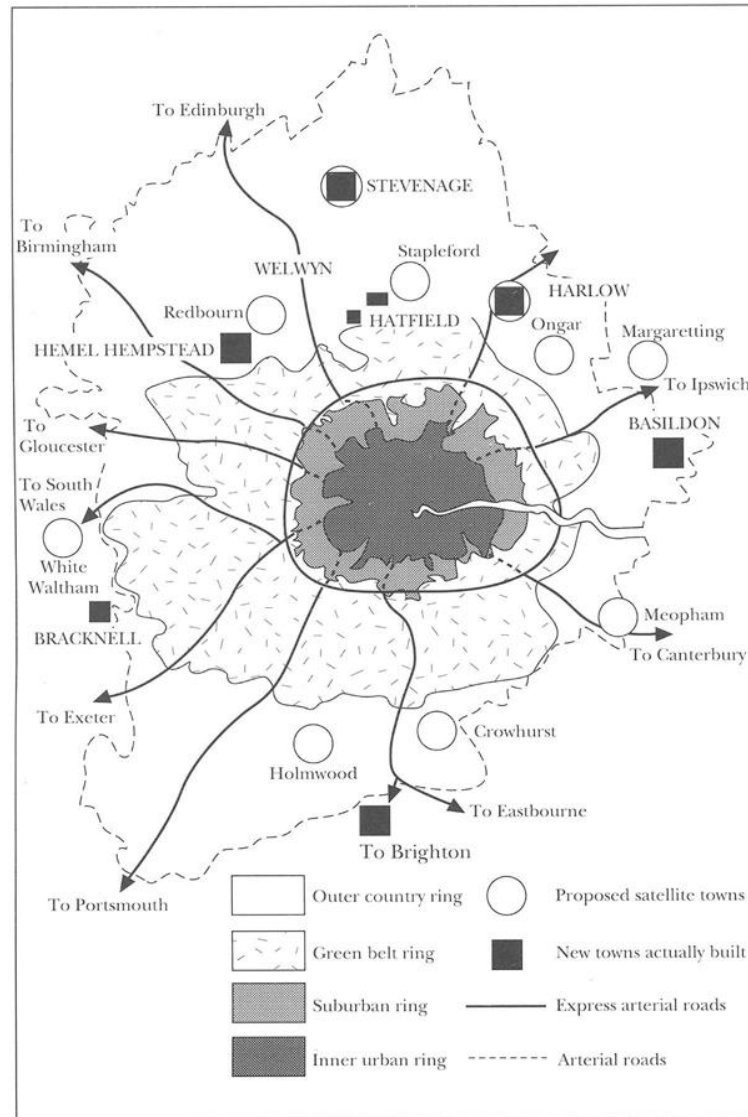 To Edinburgh
STEVENAGE
To
Birmingham
Stapleford
WELWYN
HARLOW
Redbourn
HATFIELD
Ongar
Margaretting
HEMEL HEMPSTEAD
To Ipswich
To
Gloucester
BASILDON
To South
Wales
White
Waltham
Meopham
BRACKNELL
To Canterbury
To Exeter
Crowhurst
Holmwood
To Eastbourne
To Brighton
To Portsmouth
Outer country ring
Proposed satellite towns
Green belt ring
New towns actually built
Suburban ring
Express arterial roads
Inner urban ring
Arterial roads